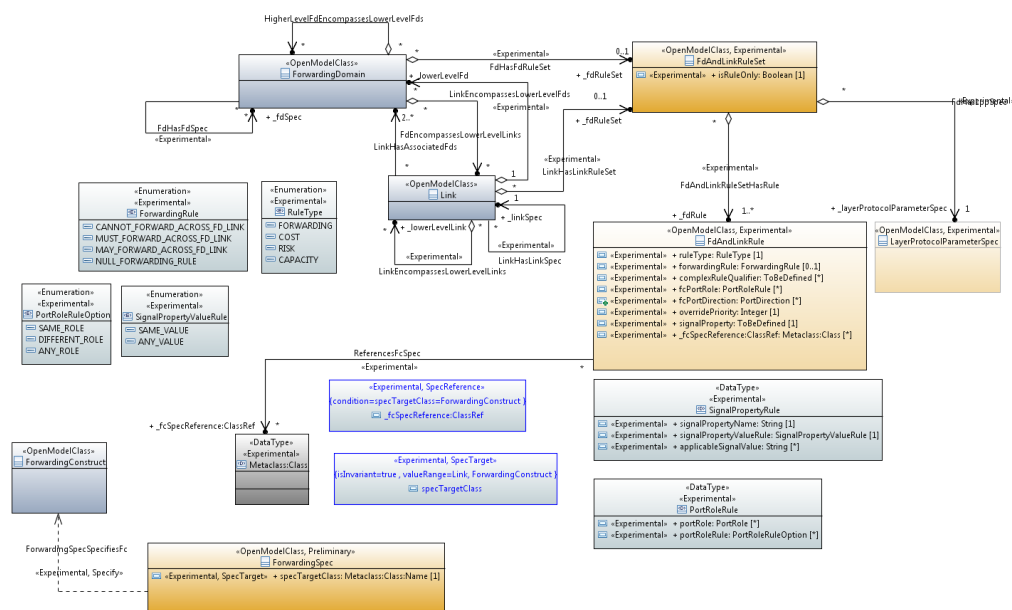 HigherLevelFdEncompassesLowerLevelFds
*
*
«OpenModelClass»
ForwardingDomain
*
«Experimental»
FdHasFdRuleSet
0..1
+ _fdRuleSet
«OpenModelClass, Experimental»
FdAndLinkRuleSet
«Experimental» + isRuleOnly: Boolean [1]
+ _lowerLevelFd
LinkEncompassesLowerLevelFds
«Experimental»
0..1
+ _fdRuleSet
*
«Experimental»
*
*
+ _fdSpec
FdHasFdSpec
«Experimental»
*
2..*
FdEncompassesLowerLevelLinks
LinkHasAssociatedFds
*
*
«Experimental»
LinkHasLinkRuleSet
*
«Experimental»
FdAndLinkRuleSetHasRule
«OpenModelClass»
Link
1
*
1
+ _linkSpec
«Experimental»
LinkHasLinkSpec
*
+ _lowerLevelLink
*
*
«Experimental»
LinkEncompassesLowerLevelLinks
1..*
+ _fdRule
+ _layerProtocolParameterSpec
1
«Enumeration»
«Experimental»
ForwardingRule
CANNOT_FORWARD_ACROSS_FD_LINK
MUST_FORWARD_ACROSS_FD_LINK
MAY_FORWARD_ACROSS_FD_LINK
NULL_FORWARDING_RULE
«Enumeration»
«Experimental»
RuleType
FORWARDING
COST
RISK
CAPACITY
«OpenModelClass, Experimental»
FdAndLinkRule
«Experimental» + ruleType: RuleType [1]
«Experimental» + forwardingRule: ForwardingRule [0..1]
«Experimental» + complexRuleQualifier: ToBeDefined [*]
«Experimental» + fcPortRole: PortRoleRule [*]
«Experimental» + fcPortDirection: PortDirection [*]
«Experimental» + overridePriority: Integer [1]
«Experimental» + signalProperty: ToBeDefined [1]
«Experimental» + _fcSpecReference:ClassRef: Metaclass:Class [*]
«OpenModelClass, Experimental»
LayerProtocolParameterSpec
«Enumeration»
«Experimental»
PortRoleRuleOption
SAME_ROLE
DIFFERENT_ROLE
ANY_ROLE
«Enumeration»
«Experimental»
SignalPropertyValueRule
SAME_VALUE
ANY_VALUE
ReferencesFcSpec
«Experimental»
*
+ _fcSpecReference:ClassRef
*
«Experimental, SpecReference»
{condition=specTargetClass=ForwardingConstruct }
_fcSpecReference:ClassRef
«DataType»
«Experimental»
SignalPropertyRule
«Experimental» + signalPropertyName: String [1]
«Experimental» + signalPropertyValueRule: SignalPropertyValueRule [1]
«Experimental» + applicableSignalValue: String [*]
«DataType»
«Experimental»
Metaclass:Class
«OpenModelClass»
ForwardingConstruct
«Experimental, SpecTarget»
{isInvariant=true , valueRange=Link, ForwardingConstruct }
specTargetClass
«DataType»
«Experimental»
PortRoleRule
«Experimental» + portRole: PortRole [*]
«Experimental» + portRoleRule: PortRoleRuleOption [*]
ForwardingSpecSpecifiesFc
«Experimental, Specify»
«OpenModelClass, Preliminary»
ForwardingSpec
«Experimental, SpecTarget» + specTargetClass: Metaclass:Class:Name [1]